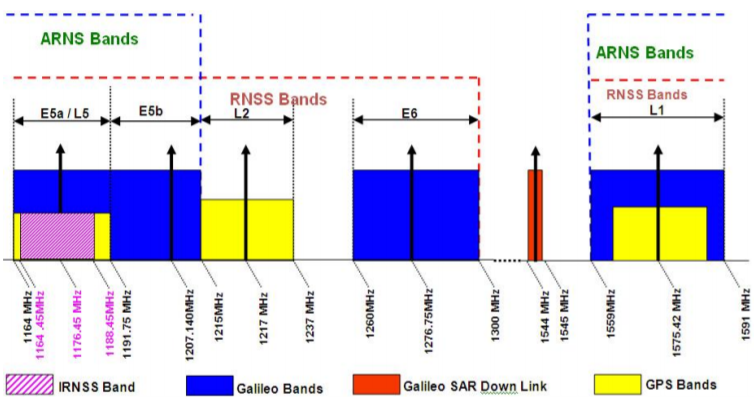 ARNS Bands
ARNS Bands
RNSS Bands
RNSS Bands
E5a / L5
E5b
L2
E6
L1
1164 MHz
1164 .45MHz
1176.45 MHz
1188.45MHz
1191.75 MHz
1207.140MHz
1215MHz
1217 MHz
1237 MHz
1260MHz
1276.75MHz
1300 MHz
1544 MHz
1545 MHz
1559MHz
1575.42 MHz
1591 MHz
IRNSS Band
Galileo Bands
Galileo SAR Down Link
GPS Bands